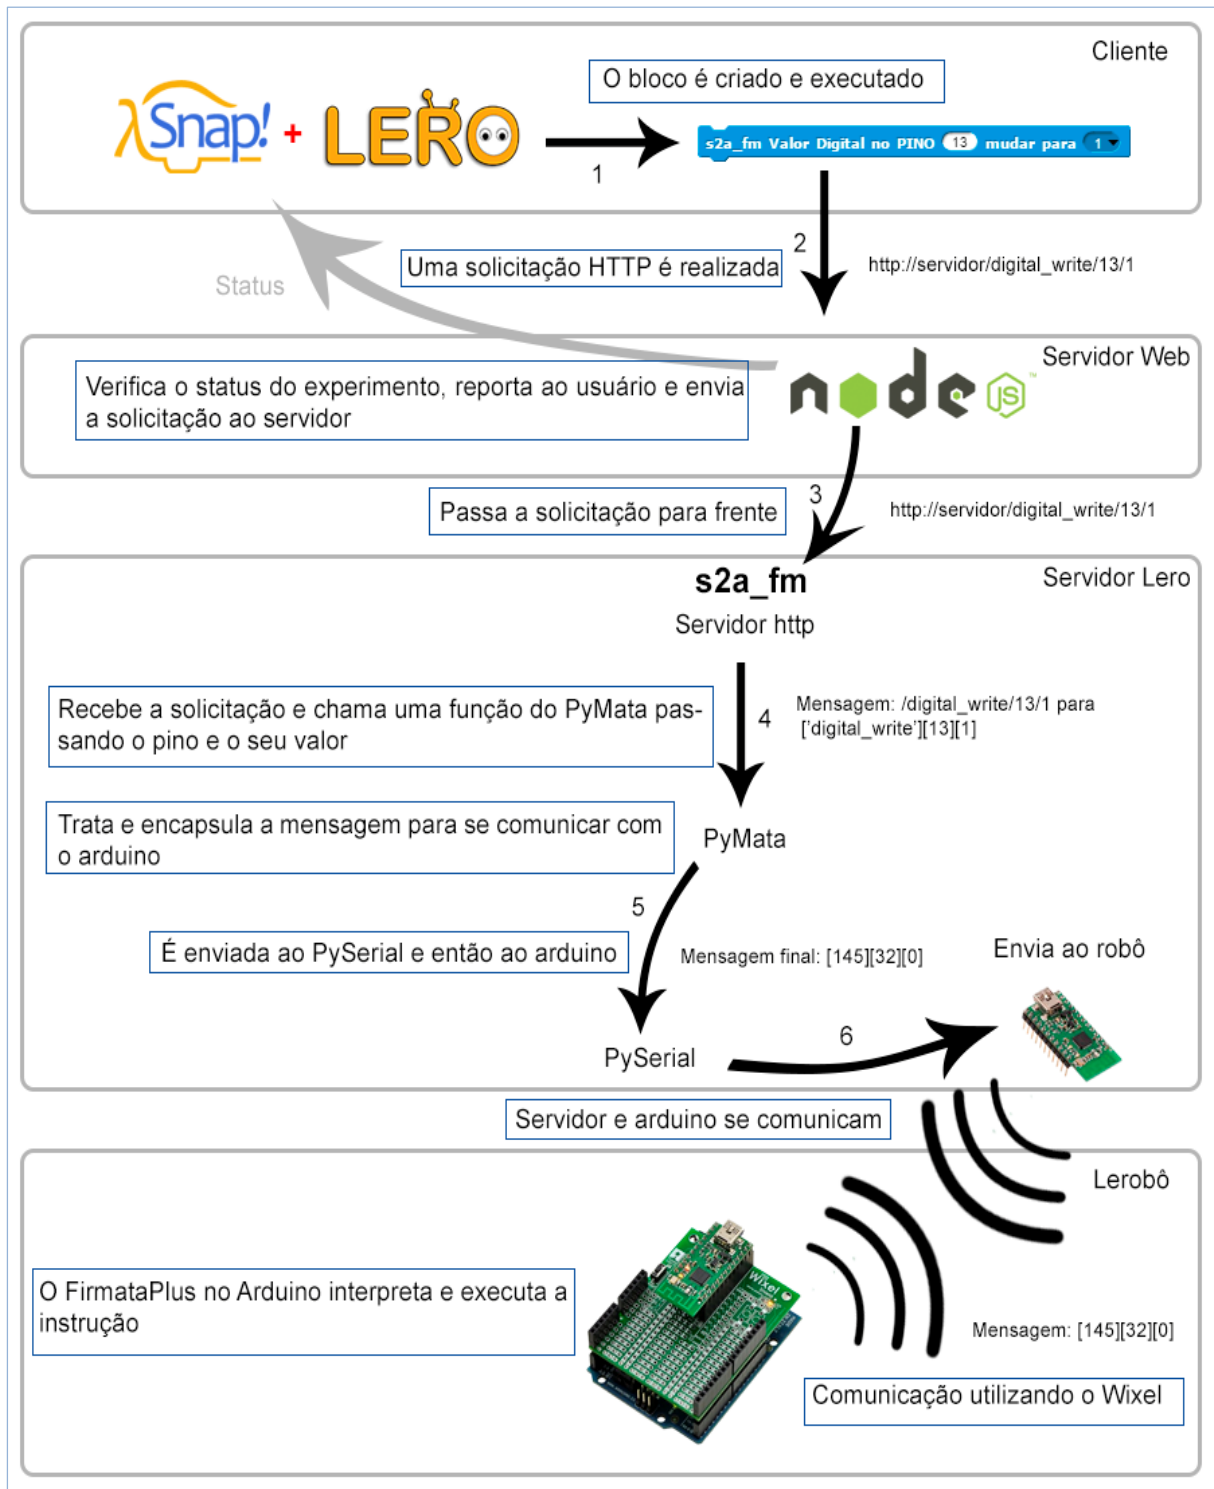 Cliente
O bloco é criado e executado
λSnap! + LERO
1
s2a_fm Valor Digital no PINO 13 mudar para 1
2
Uma solicitação HTTP é realizada
http://servidor/digital_write/13/1
Status
Servidor Web
Verifica o status do experimento, reporta ao usuário e envia
a solicitação ao servidor
node JS ™
3
Passa a solicitação para frente
http://servidor/digital_write/13/1
s2a_fm
Servidor Lero
Servidor http
Recebe a solicitação e chama uma função do PyMata pas-
sando o pino e o seu valor
4
Mensagem: /digital_write/13/1 para
['digital_write'][13][1]
Trata e encapsula a mensagem para se comunicar com
o arduino
PyMata
5
É enviada ao PySerial e então ao arduino
Mensagem final: [145][32][0]
Envia ao robô
6
PySerial
Servidor e arduino se comunicam
Lerobô
O FirmataPlus no Arduino interpreta e executa a
instrução
Wixel
Mensagem: [145][32][0]
Comunicação utilizando o Wixel